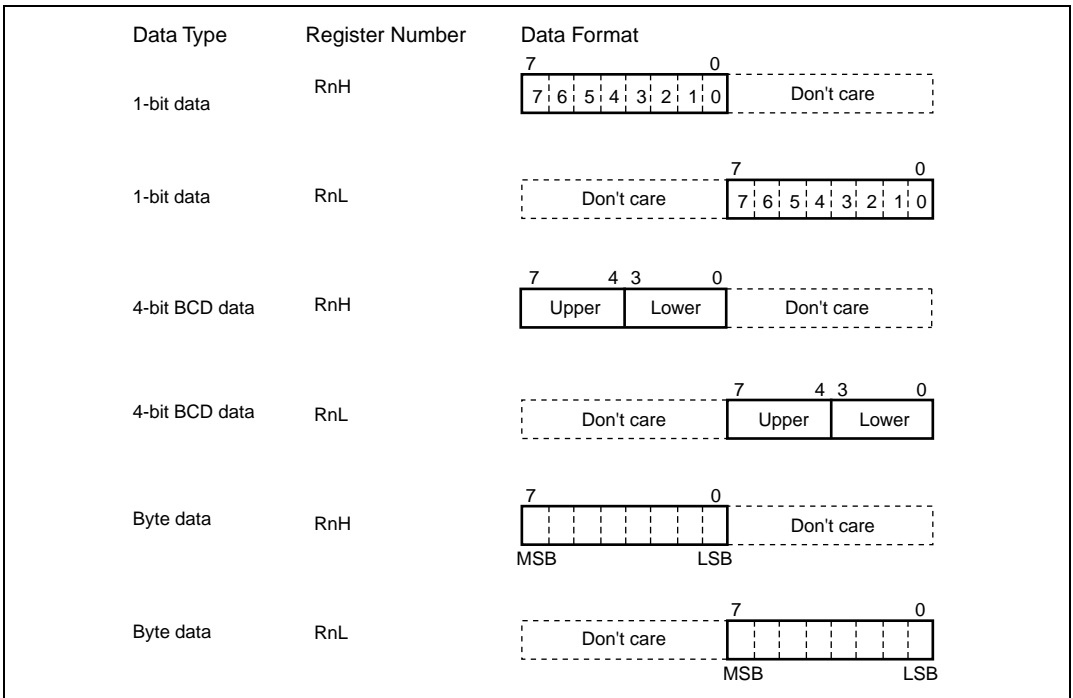 Data Type Register Number Data Format
7 0
1-bit data RnH 7 6 5 4 3 2 1 0 Don't care
7 0
1-bit data RnL Don't care 7 6 5 4 3 2 1 0
7 4 3 0
4-bit BCD data RnH Upper Lower Don't care
7 4 3 0
4-bit BCD data RnL Don't care Upper Lower
7 0
Byte data RnH Don't care
MSB LSB
7 0
Byte data RnL Don't care
MSB LSB